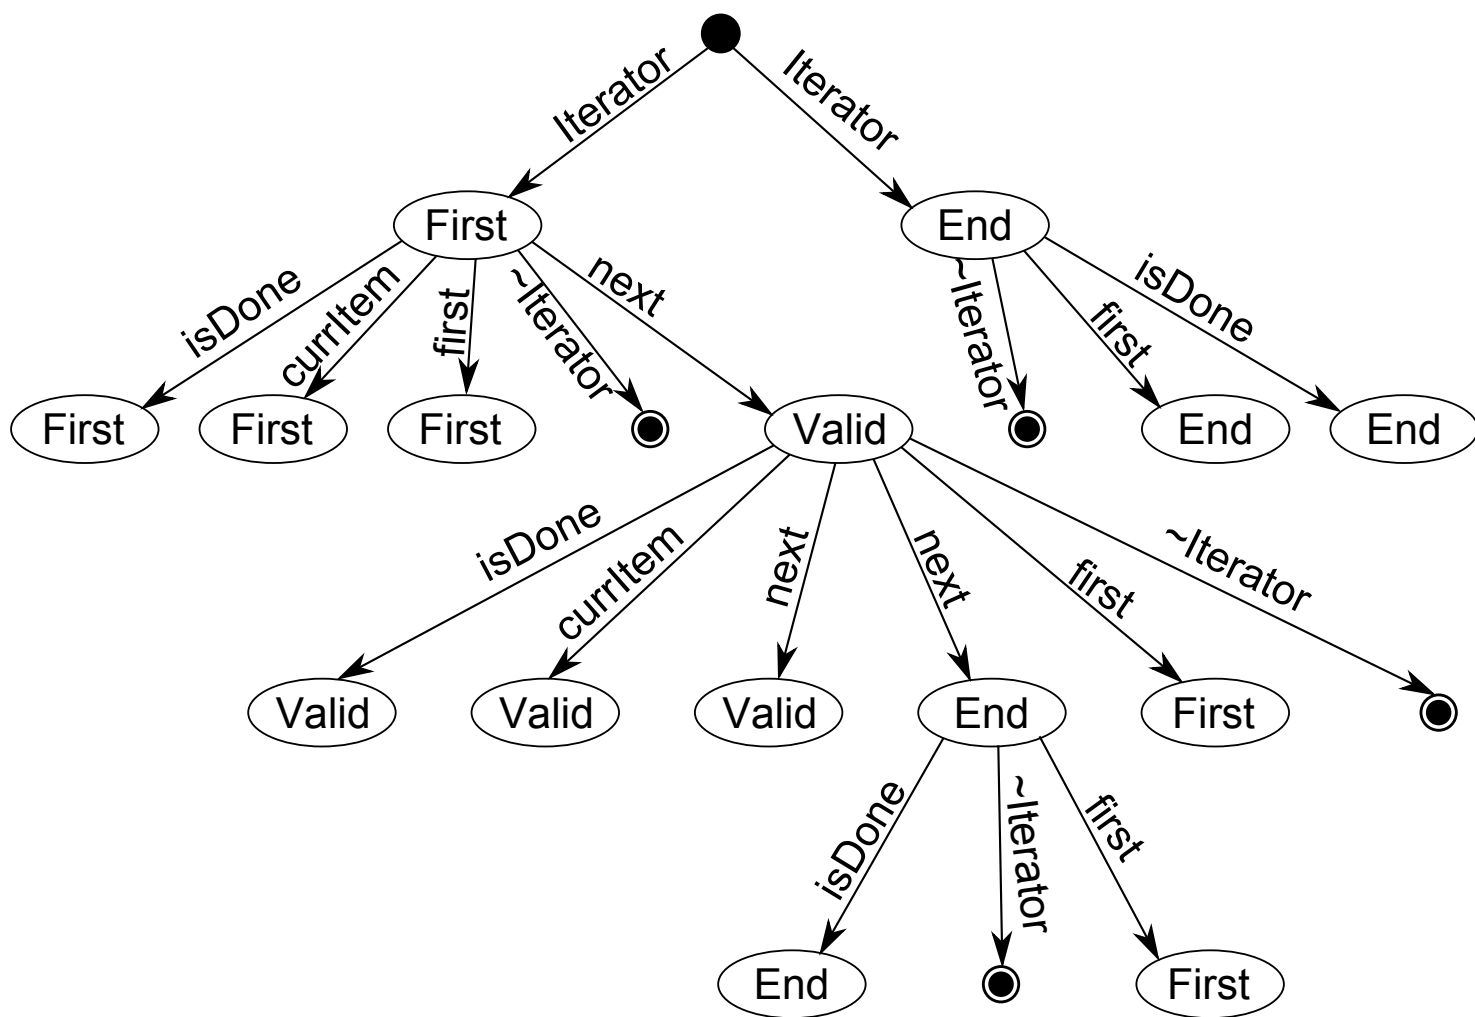 Iterator
Iterator
First
End
isDone
currItem
first
~Iterator
next
~Iterator
first
isDone
First
First
First
Valid
End
End
isDone
currItem
next
next
first
~Iterator
Valid
Valid
Valid
End
First
isDone
~Iterator
first
End
First